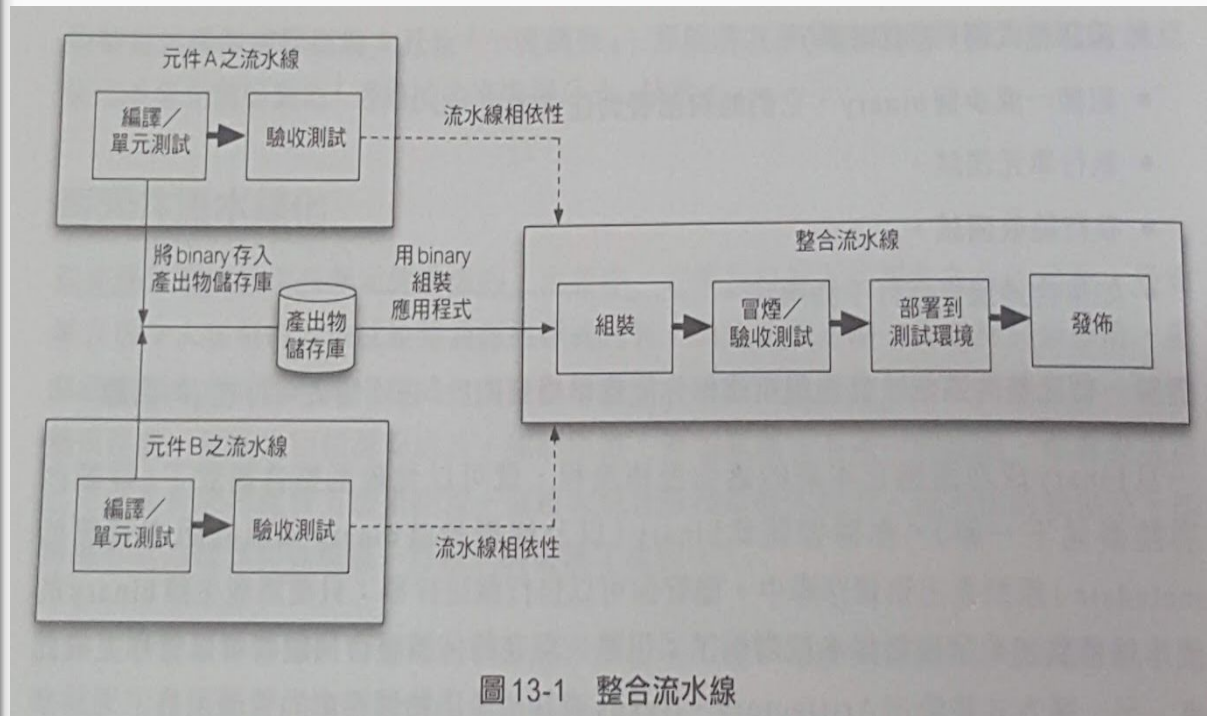 元件A之流水線
編譯／
單元測試
驗收測試
流水線相依性
將binary存入
產出物儲存庫
產出物
儲存庫
用binary
組裝
應用程式
整合流水線
組裝
冒煙／
驗收測試
部署到
測試環境
發佈
元件B之流水線
編譯／
單元測試
驗收測試
流水線相依性
圖13-1 整合流水線